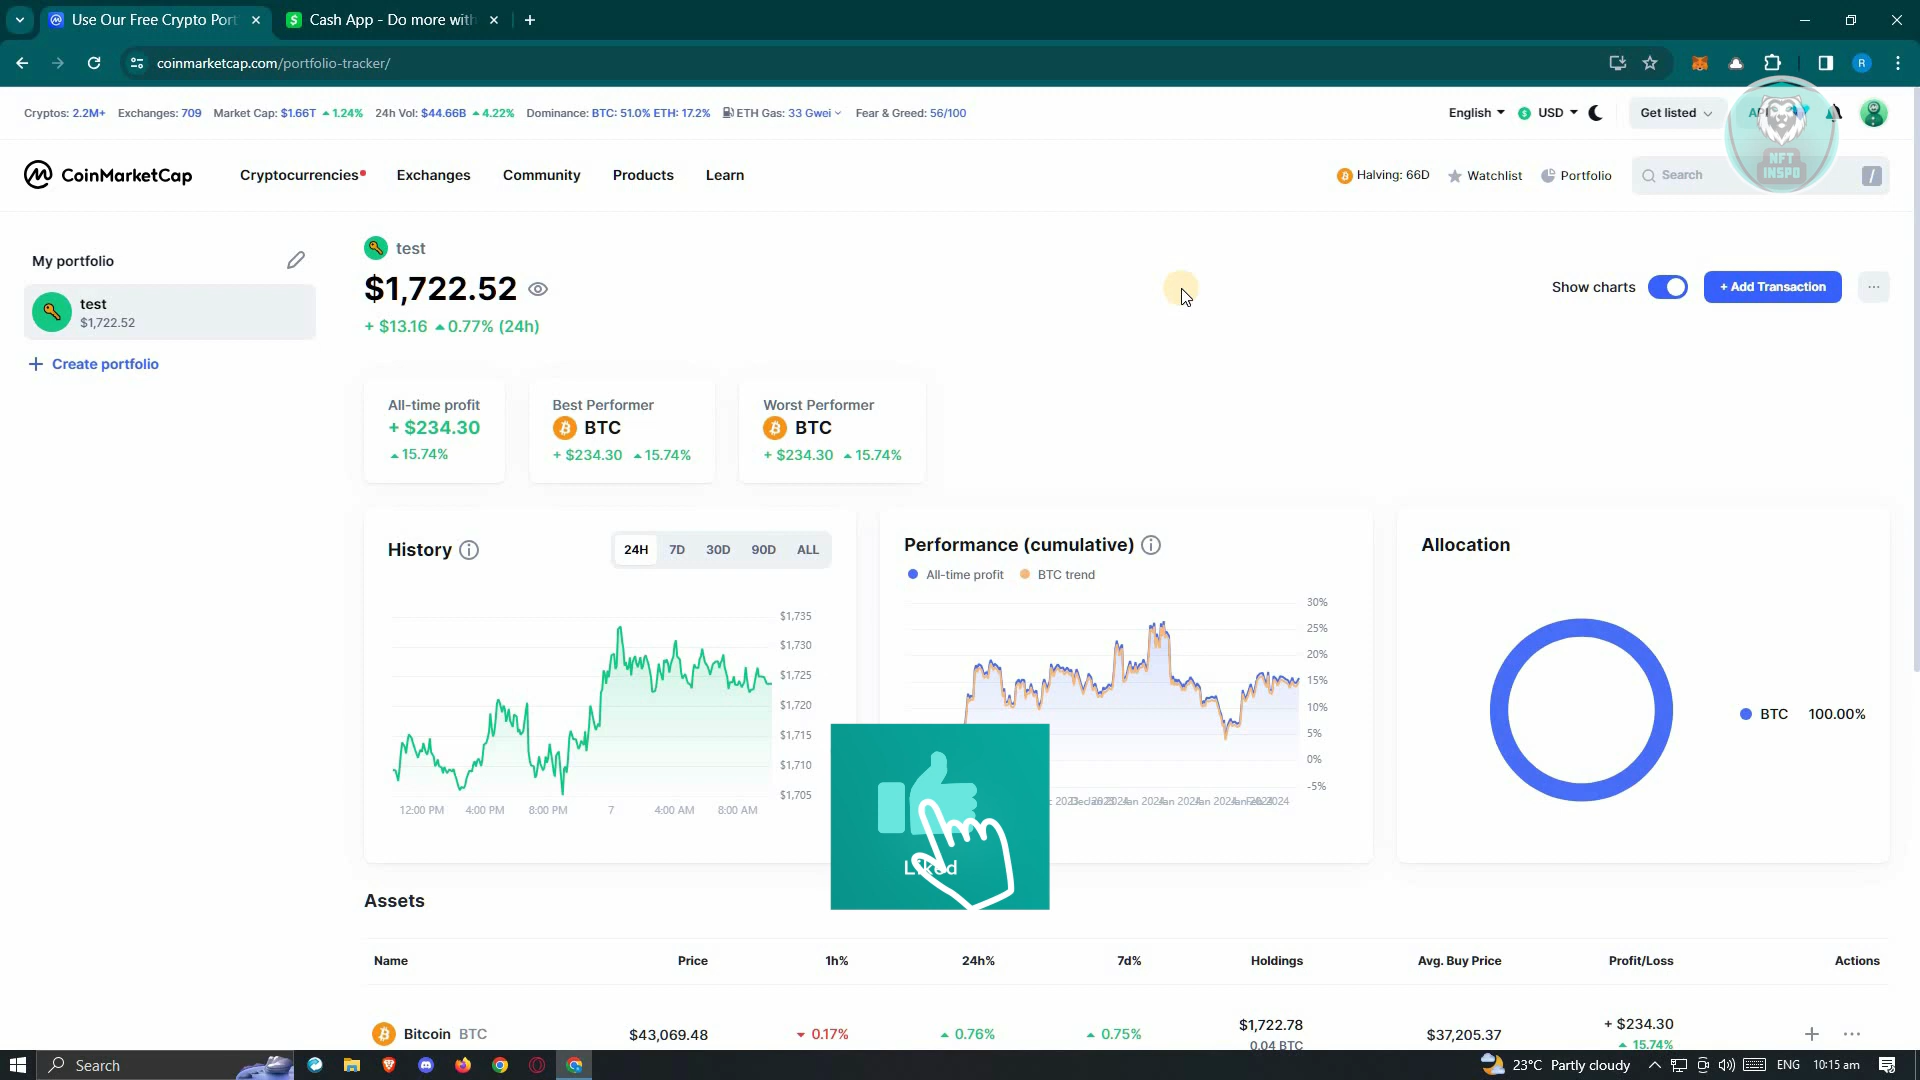 Use Our Free Crypto Por
Cash App - Do more with
coinmarketcap.com/portfolio-tracker/
R
Cryptos: 2.2M+ Exchanges: 709 Market Cap: $1.66T 1.24% 24h Vol: $44.66B 4.22% Dominance: BTC: 51.0% ETH: 17.2% ETH Gas: 33 Gwei Fear & Greed: 56/100
English $ USD Get listed API
NFT
INSPO
CoinMarketCap Cryptocurrencies Exchanges Community Products Learn
Halving: 66D Watchlist Portfolio Search /
My portfolio
test
$1,722.52
+ Create portfolio
test
$1,722.52
+ $13.16 0.77% (24h)
Show charts + Add Transaction ...
All-time profit
+ $234.30
15.74%
Best Performer
BTC
+ $234.30 15.74%
Worst Performer
BTC
+ $234.30 15.74%
History 24H 7D 30D 90D ALL
$1,735
$1,730
$1,725
$1,720
$1,715
$1,710
$1,705
12:00 PM 4:00 PM 8:00 PM 7 4:00 AM 8:00 AM
Performance (cumulative)
All-time profit BTC trend
30%
25%
20%
15%
10%
5%
0%
-5%
Allocation
BTC 100.00%
Assets
Name Price 1h% 24h% 7d% Holdings Avg. Buy Price Profit/Loss Actions
Bitcoin BTC $43,069.48 0.17% 0.76% 0.75% $1,722.78 $37,205.37 + $234.30
0.04 BTC 15.74%
Search
23°C Partly cloudy ENG 10:15 am